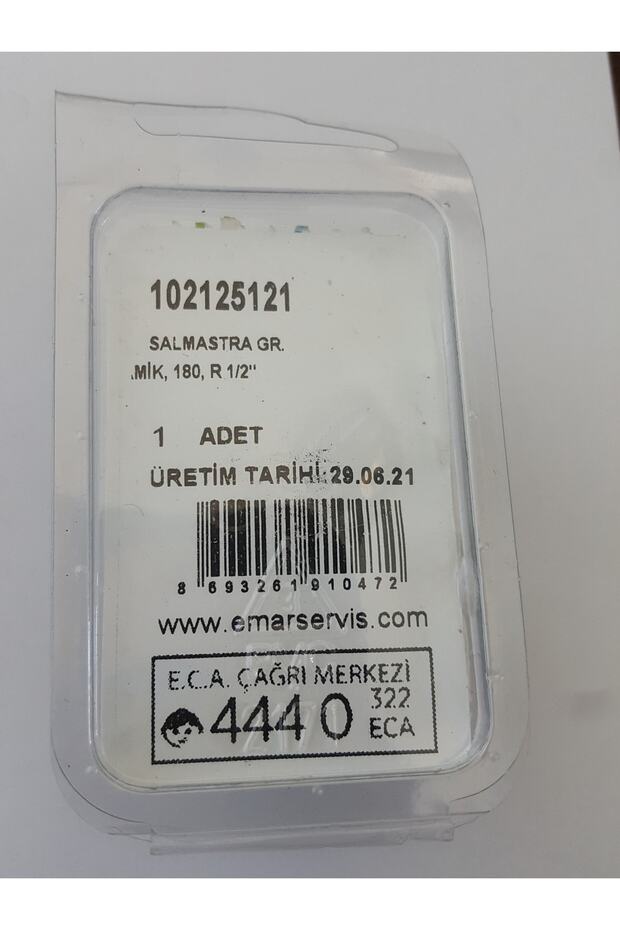 102125121
SALMASTRA GR.
MİK, 180, R 1/2"
1 ADET
ÜRETİM TARİHİ:29.06.21
8 693261 910472
www.emarservis.com
E.C.A. ÇAĞRI MERKEZİ
444 0 322
ECA